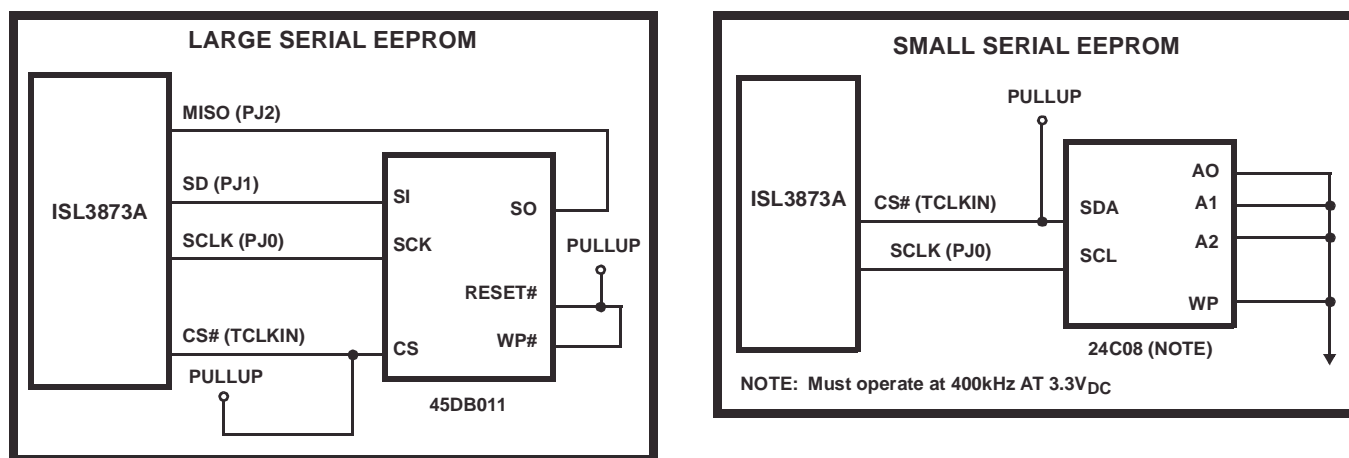 LARGE SERIAL EEPROM
MISO (PJ2)
SD (PJ1)
ISL3873A
SI
SO
SCLK (PJ0)
SCK
PULLUP
RESET#
CS# (TCLKIN)
CS
WP#
PULLUP
45DB011
SMALL SERIAL EEPROM
PULLUP
AO
ISL3873A
CS# (TCLKIN)
SDA
A1
SCLK (PJ0)
SCL
A2
WP
24C08 (NOTE)
NOTE: Must operate at 400kHz AT 3.3VDC